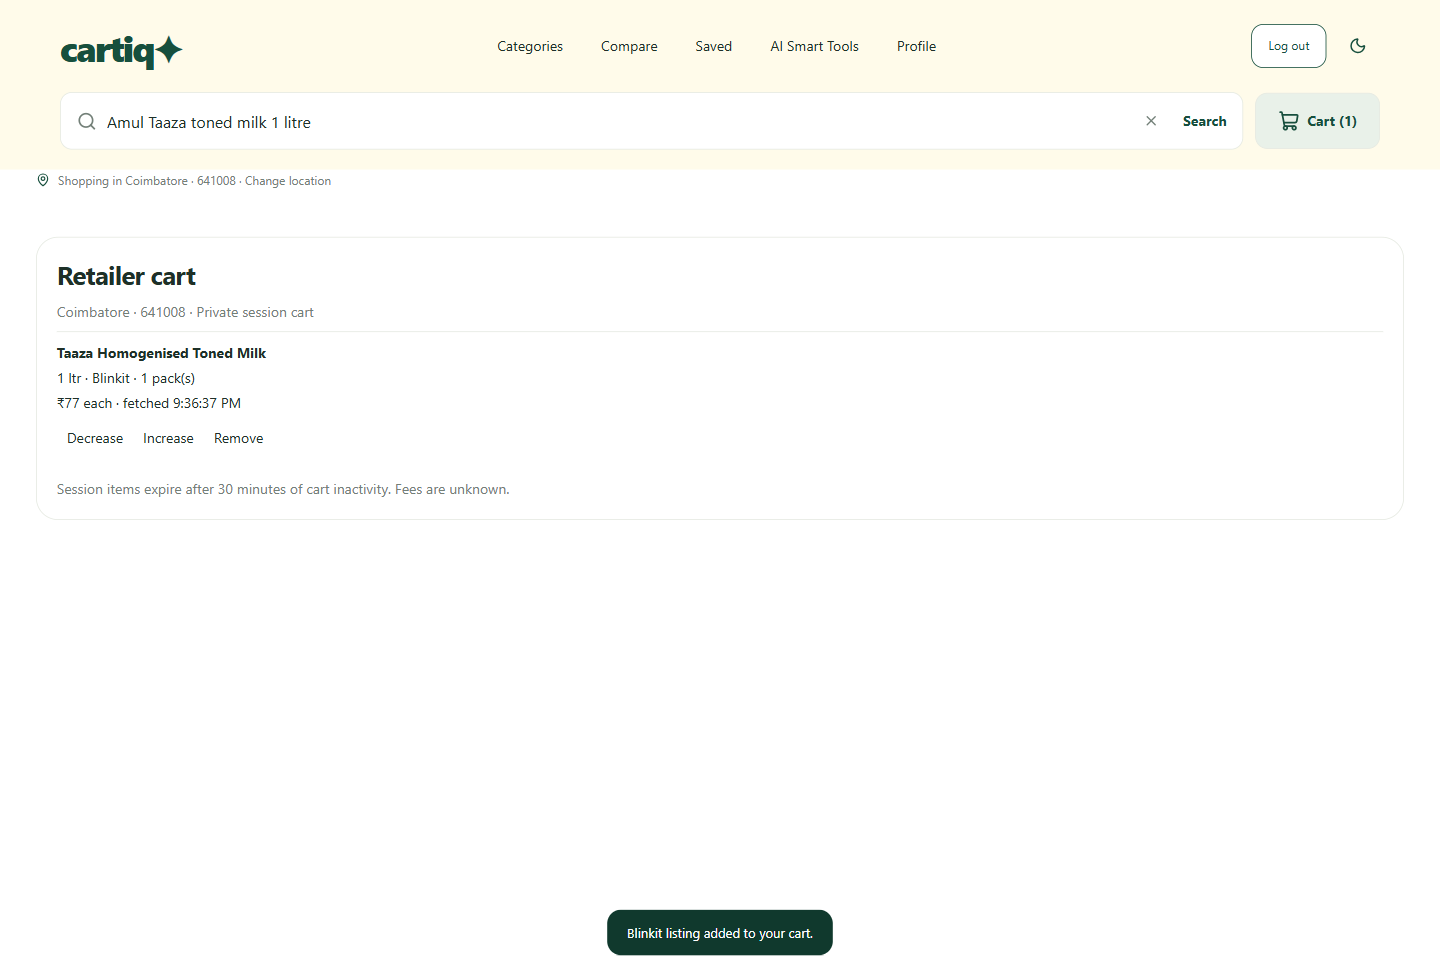 cartiq
Categories
Compare
Saved
AI Smart Tools
Profile
Log out
Amul Taaza toned milk 1 litre
Search
Cart (1)
Shopping in Coimbatore · 641008 · Change location
Retailer cart
Coimbatore · 641008 · Private session cart
Taaza Homogenised Toned Milk
1 ltr · Blinkit · 1 pack(s)
₹77 each · fetched 9:36:37 PM
Decrease
Increase
Remove
Session items expire after 30 minutes of cart inactivity. Fees are unknown.
Blinkit listing added to your cart.